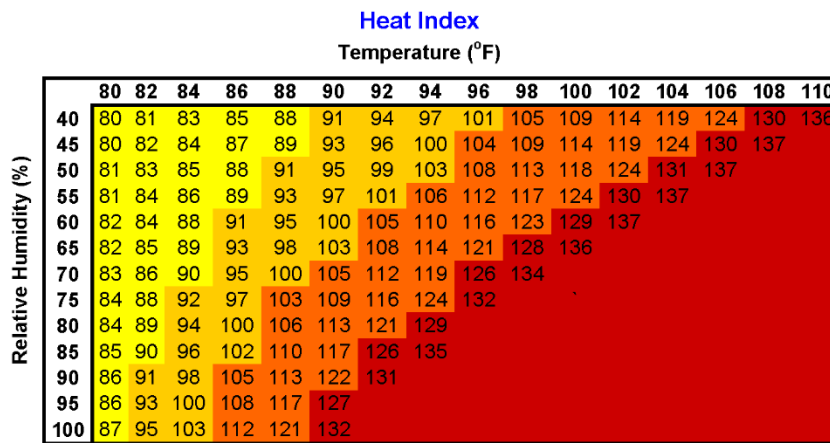 Heat Index
Temperature (°F)
80 82 84 86 88 90 92 94 96 98 100 102 104 106 108 110
Relative Humidity (%)
40 80 81 83 85 88 91 94 97 101 105 109 114 119 124 130 136
45 80 82 84 87 89 93 96 100 104 109 114 119 124 130 137
50 81 83 85 88 91 95 99 103 108 113 118 124 131 137
55 81 84 86 89 93 97 101 106 112 117 124 130 137
60 82 84 88 91 95 100 105 110 116 123 129 137
65 82 85 89 93 98 103 108 114 121 128 136
70 83 86 90 95 100 105 112 119 126 134
75 84 88 92 97 103 109 116 124 132
80 84 89 94 100 106 113 121 129
85 85 90 96 102 110 117 126 135
90 86 91 98 105 113 122 131
95 86 93 100 108 117 127
100 87 95 103 112 121 132